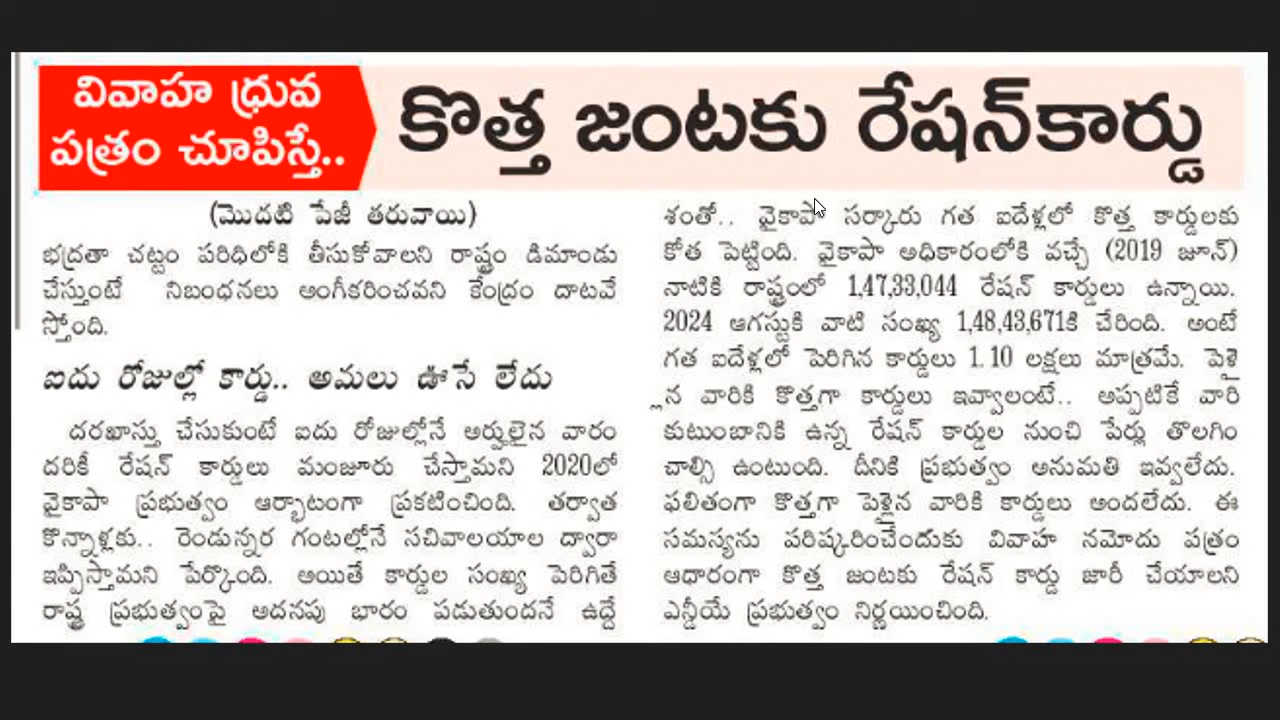 వివాహ ధ్రువ
పత్రం చూపిస్తే..
కొత్త జంటకు రేషన్‌కార్డు
(మొదటి పేజీ తరువాయి)
భద్రతా చట్టం పరిధిలోకి తీసుకోవాలని రాష్ట్రం డిమాండు
చేస్తుంటే నిబంధనలు అంగీకరించవని కేంద్రం దాటవే
స్తోంది.
ఐదు రోజుల్లో కార్డు.. అమలు ఊసే లేదు
దరఖాస్తు చేసుకుంటే ఐదు రోజుల్లోనే అర్హులైన వారం
దరికీ రేషన్ కార్డులు మంజూరు చేస్తామని 2020లో
వైకాపా ప్రభుత్వం ఆర్భాటంగా ప్రకటించింది. తర్వాత
కొన్నాళ్లకు.. రెండున్నర గంటల్లోనే సచివాలయాల ద్వారా
ఇప్పిస్తామని పేర్కొంది. అయితే కార్డుల సంఖ్య పెరిగితే
రాష్ట్ర ప్రభుత్వంపై అదనపు భారం పడుతుందనే ఉద్దే
శంతో.. వైకాపా సర్కారు గత ఐదేళ్లలో కొత్త కార్డులకు
కోత పెట్టింది. వైకాపా అధికారంలోకి వచ్చే (2019 జూన్)
నాటికి రాష్ట్రంలో 1,47,33,044 రేషన్ కార్డులు ఉన్నాయి.
2024 ఆగస్టుకి వాటి సంఖ్య 1,48,43,671కి చేరింది. అంటే
గత ఐదేళ్లలో పెరిగిన కార్డులు 1.10 లక్షలు మాత్రమే. పెళ్లై
న వారికి కొత్తగా కార్డులు ఇవ్వాలంటే.. అప్పటికే వారి
కుటుంబానికి ఉన్న రేషన్ కార్డుల నుంచి పేర్లు తొలగిం
చాల్సి ఉంటుంది. దీనికి ప్రభుత్వం అనుమతి ఇవ్వలేదు.
ఫలితంగా కొత్తగా పెళ్లైన వారికి కార్డులు అందలేదు. ఈ
సమస్యను పరిష్కరించేందుకు వివాహ నమోదు పత్రం
ఆధారంగా కొత్త జంటకు రేషన్ కార్డు జారీ చేయాలని
ఎన్డీయే ప్రభుత్వం నిర్ణయించింది.